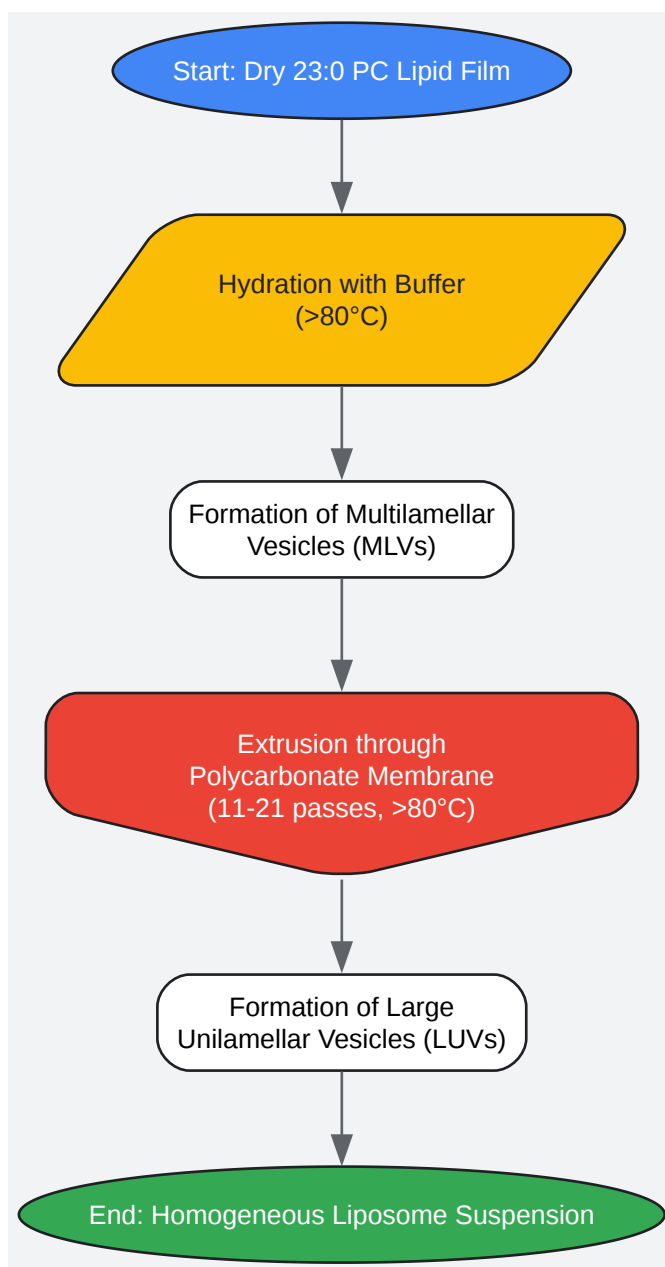 Start: Dry 23:0 PC Lipid Film
Hydration with Buffer
(>80°C)
Formation of Multilamellar
Vesicles (MLVs)
Extrusion through
Polycarbonate Membrane
(11-21 passes, >80°C)
Formation of Large
Unilamellar Vesicles (LUVs)
End: Homogeneous Liposome Suspension